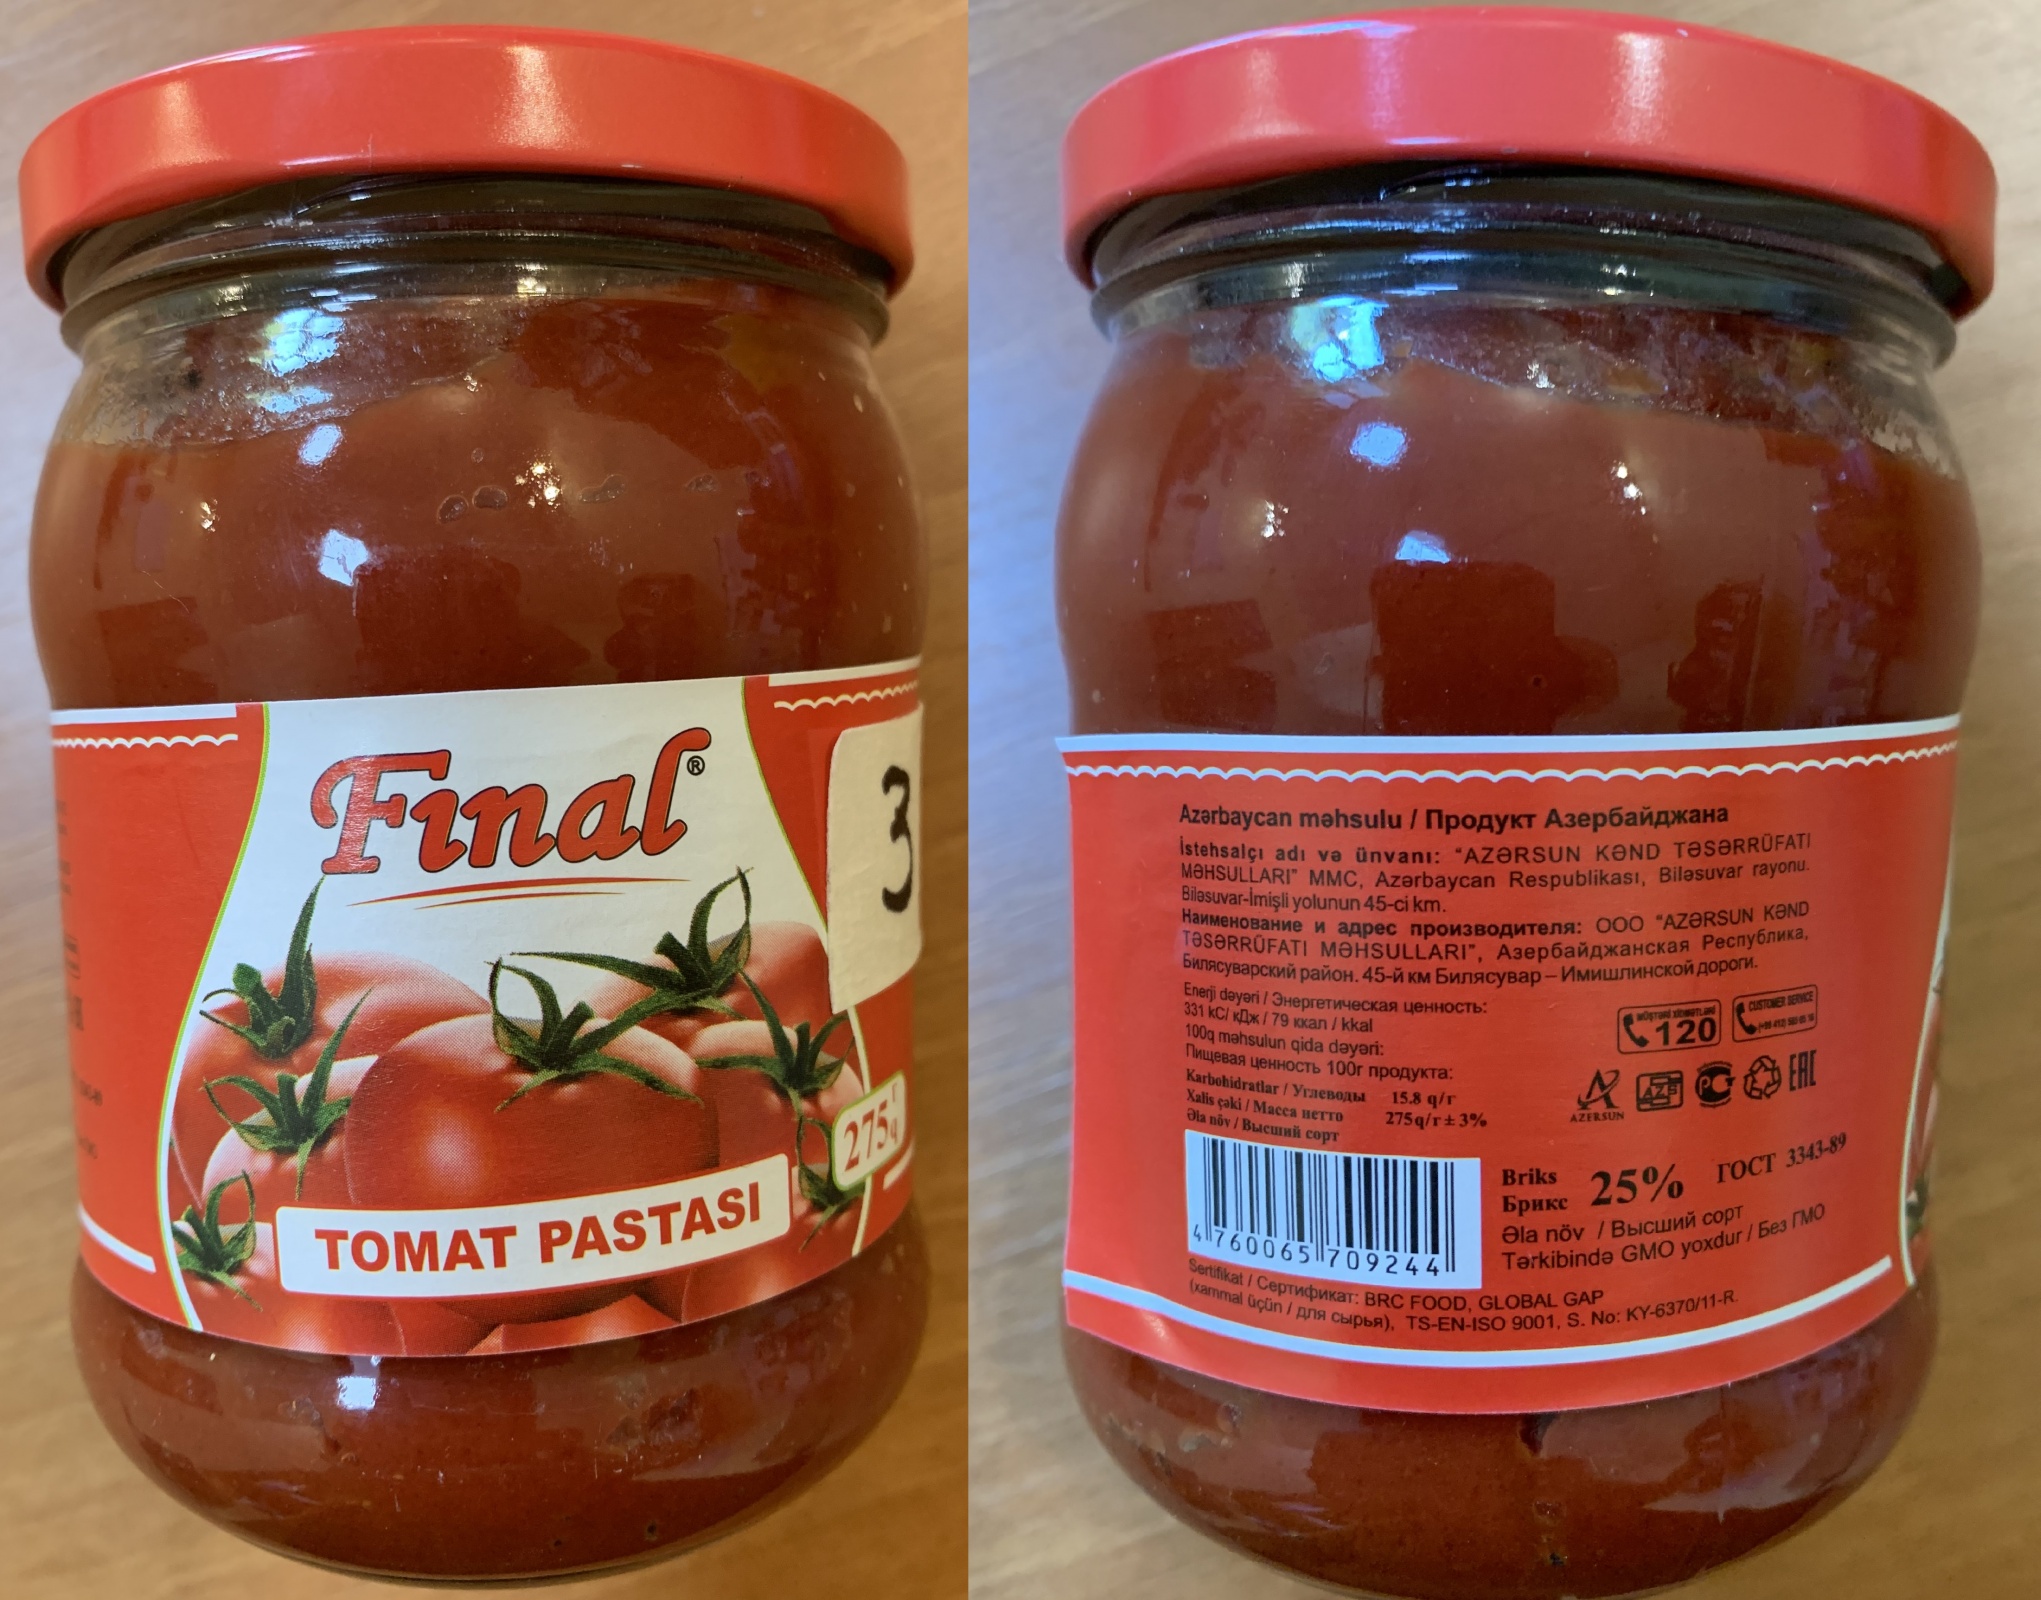 Final®
3
275 г
q
TOMAT PASTASI
Azərbaycan məhsulu / Продукт Азербайджана
İstehsalçı adı və ünvanı: "AZƏRSUN KƏND TƏSƏRRÜFATI
MƏHSULLARI" MMC, Azərbaycan Respublikası, Biləsuvar rayonu.
Biləsuvar-İmişli yolunun 45-ci km.
Наименование и адрес производителя: ООО "AZƏRSUN KƏND
TƏSƏRRÜFATI MƏHSULLARI", Азербайджанская Республика,
Билясуварский район. 45-й км Билясувар – Имишлинской дороги.
Enerji dəyəri / Энергетическая ценность:
331 kC/ кДж / 79 ккал / kkal
100q məhsulun qida dəyəri:
Пищевая ценность 100г продукта:
Karbohidratlar / Углеводы 15.8 q/г
Xalis çəki / Масса нетто 275q/г ± 3%
Əla növ / Высший сорт
MÜŞTƏRİ XİDMƏTLƏRİ
120
CUSTOMER SERVICE
AZERSUN
AZS
EAC
4 760065 709244
Briks
Брикс 25% ГОСТ 3343-89
Əla növ / Высший сорт
Tərkibində GMO yoxdur / Без ГМО
Sertifikat / Сертификат: BRC FOOD, GLOBAL GAP
(xammal üçün / для сырья), TS-EN-ISO 9001, S. No: KY-6370/11-R.